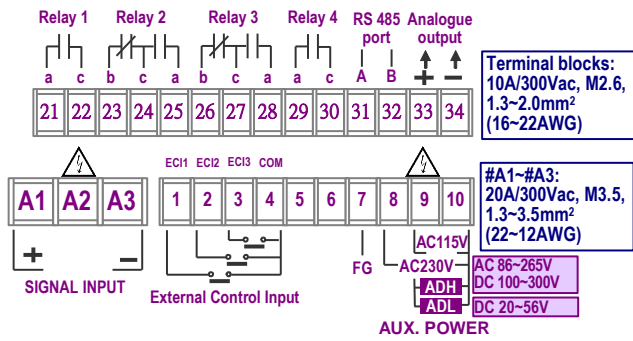 Relay 1 Relay 2 Relay 3 Relay 4 RS 485 port Analogue output
a c b c a b c a a c A B + −
21 22 23 24 25 26 27 28 29 30 31 32 33 34
Terminal blocks:
10A/300Vac, M2.6,
1.3~2.0mm²
(16~22AWG)
ECI1 ECI2 ECI3 COM
A1 A2 A3 1 2 3 4 5 6 7 8 9 10
#A1~#A3:
20A/300Vac, M3.5,
1.3~3.5mm²
(22~12AWG)
+ −
SIGNAL INPUT
External Control Input
FG
AC115V
AC230V
ADH
ADL
AC 86~265V
DC 100~300V
DC 20~56V
AUX. POWER